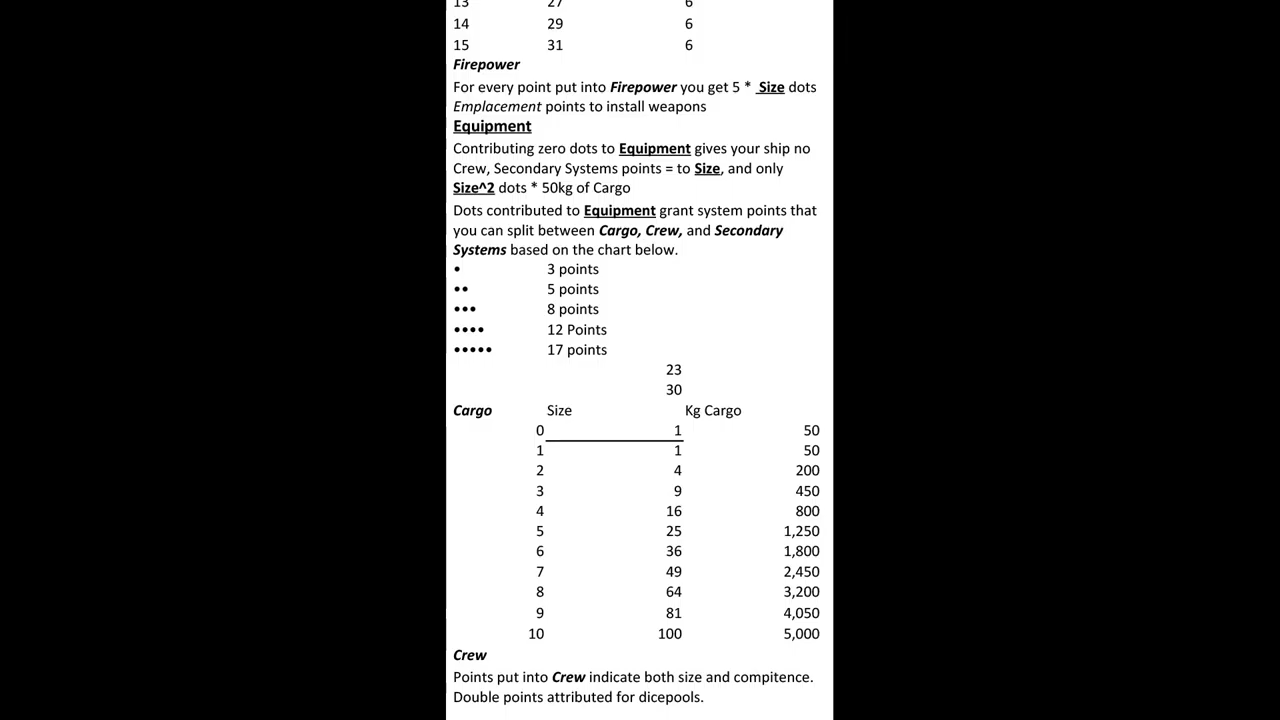 13 27 6
14 29 6
15 31 6
Firepower
For every point put into Firepower you get 5 * Size dots
Emplacement points to install weapons
Equipment
Contributing zero dots to Equipment gives your ship no
Crew, Secondary Systems points = to Size, and only
Size^2 dots * 50kg of Cargo
Dots contributed to Equipment grant system points that
you can split between Cargo, Crew, and Secondary
Systems based on the chart below.
• 3 points
•• 5 points
••• 8 points
•••• 12 Points
••••• 17 points
23
30
Cargo Size Kg Cargo
0 1 50
1 1 50
2 4 200
3 9 450
4 16 800
5 25 1,250
6 36 1,800
7 49 2,450
8 64 3,200
9 81 4,050
10 100 5,000
Crew
Points put into Crew indicate both size and compitence.
Double points attributed for dicepools.